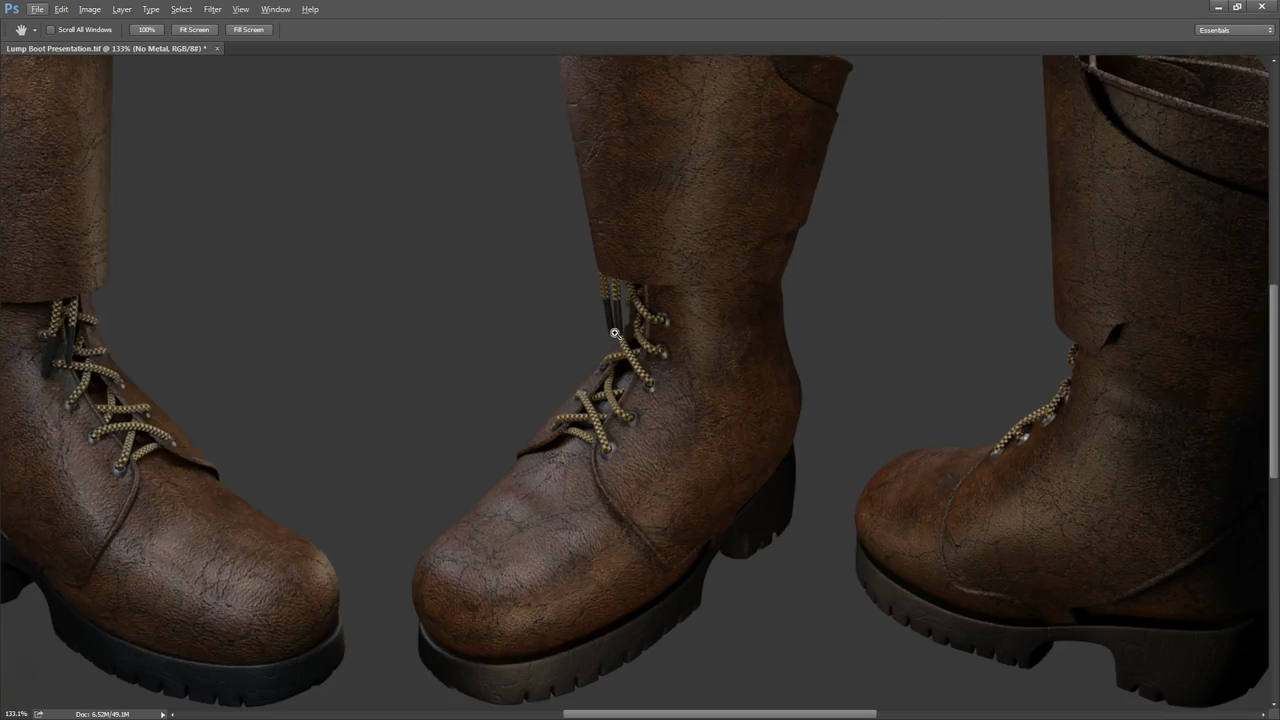 Ps File Edit Image Layer Type Select Filter View Window Help
Scroll All Windows 100% Fit Screen Fill Screen Essentials
Lump Boot Presentation.tif @ 133% (No Metal, RGB/8#) * ×
133.1% Doc: 6.52M/49.1M